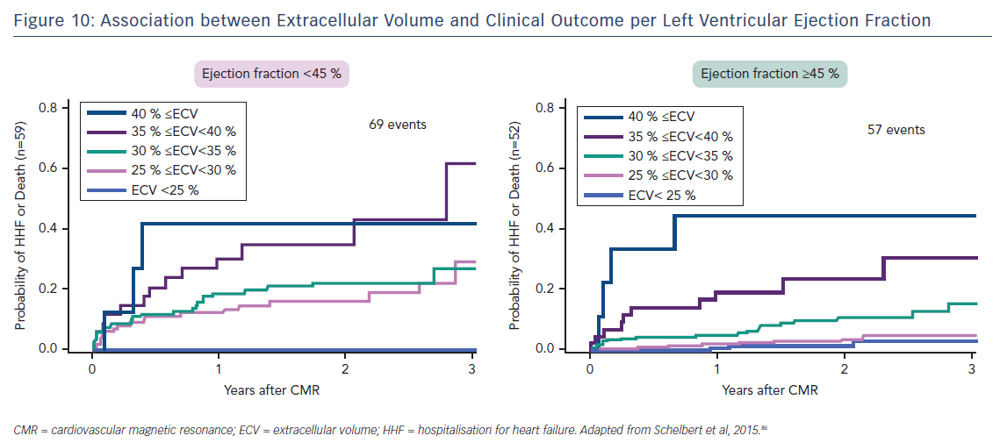 Figure 10: Association between Extracellular Volume and Clinical Outcome per Left Ventricular Ejection Fraction
Ejection fraction <45 %
Probability of HHF or Death (n=59)
0.8
0.6
0.4
0.2
0.0
40 % ≤ECV
35 % ≤ECV<40 %
30 % ≤ECV<35 %
25 % ≤ECV<30 %
ECV <25 %
69 events
0 1 2 3
Years after CMR
Ejection fraction ≥45 %
Probability of HHF or Death (n=52)
0.8
0.6
0.4
0.2
0.0
40 % ≤ECV
35 % ≤ECV<40 %
30 % ≤ECV<35 %
25 % ≤ECV<30 %
ECV< 25 %
57 events
0 1 2 3
Years after CMR
CMR = cardiovascular magnetic resonance; ECV = extracellular volume; HHF = hospitalisation for heart failure. Adapted from Schelbert et al, 2015.⁸⁶